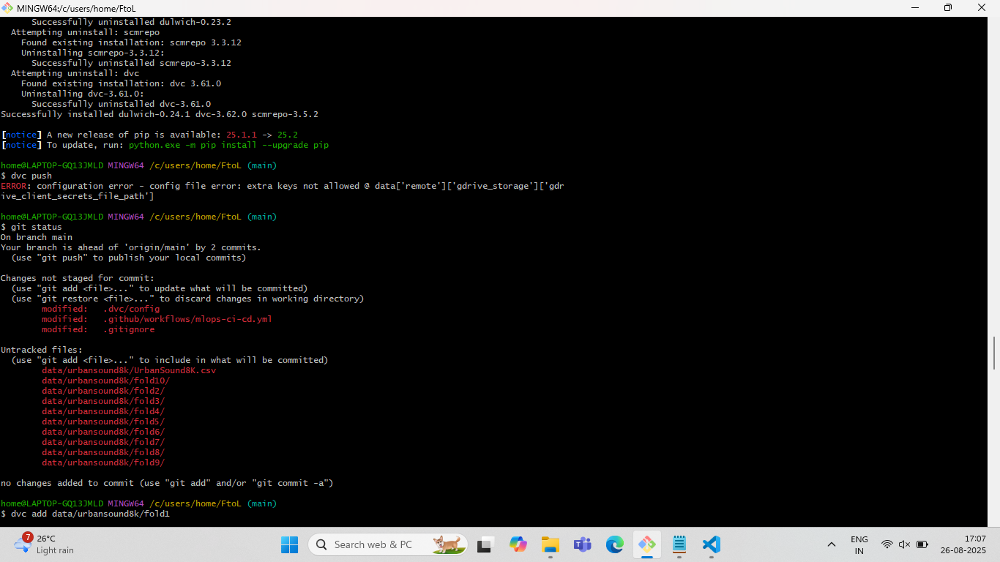 MINGW64:/c/users/home/FtoL
Successfully uninstalled dulwich-0.23.2
Attempting uninstall: scmrepo
Found existing installation: scmrepo 3.3.12
Uninstalling scmrepo-3.3.12:
Successfully uninstalled scmrepo-3.3.12
Attempting uninstall: dvc
Found existing installation: dvc 3.61.0
Uninstalling dvc-3.61.0:
Successfully uninstalled dvc-3.61.0
Successfully installed dulwich-0.24.1 dvc-3.62.0 scmrepo-3.5.2
[notice] A new release of pip is available: 25.1.1 -> 25.2
[notice] To update, run: python.exe -m pip install --upgrade pip
home@LAPTOP-GQ13JMLD MINGW64 /c/users/home/FtoL (main)
$ dvc push
ERROR: configuration error - config file error: extra keys not allowed @ data['remote']['gdrive_storage']['gdr
ive_client_secrets_file_path']
home@LAPTOP-GQ13JMLD MINGW64 /c/users/home/FtoL (main)
$ git status
On branch main
Your branch is ahead of 'origin/main' by 2 commits.
(use "git push" to publish your local commits)
Changes not staged for commit:
(use "git add <file>..." to update what will be committed)
(use "git restore <file>..." to discard changes in working directory)
modified:   .dvc/config
modified:   .github/workflows/mlops-ci-cd.yml
modified:   .gitignore
Untracked files:
(use "git add <file>..." to include in what will be committed)
data/urbansound8k/UrbanSound8K.csv
data/urbansound8k/fold10/
data/urbansound8k/fold2/
data/urbansound8k/fold3/
data/urbansound8k/fold4/
data/urbansound8k/fold5/
data/urbansound8k/fold6/
data/urbansound8k/fold7/
data/urbansound8k/fold8/
data/urbansound8k/fold9/
no changes added to commit (use "git add" and/or "git commit -a")
home@LAPTOP-GQ13JMLD MINGW64 /c/users/home/FtoL (main)
$ dvc add data/urbansound8k/fold1
7
26°C
Light rain
Search web & PC
ENG
IN
17:07
26-08-2025